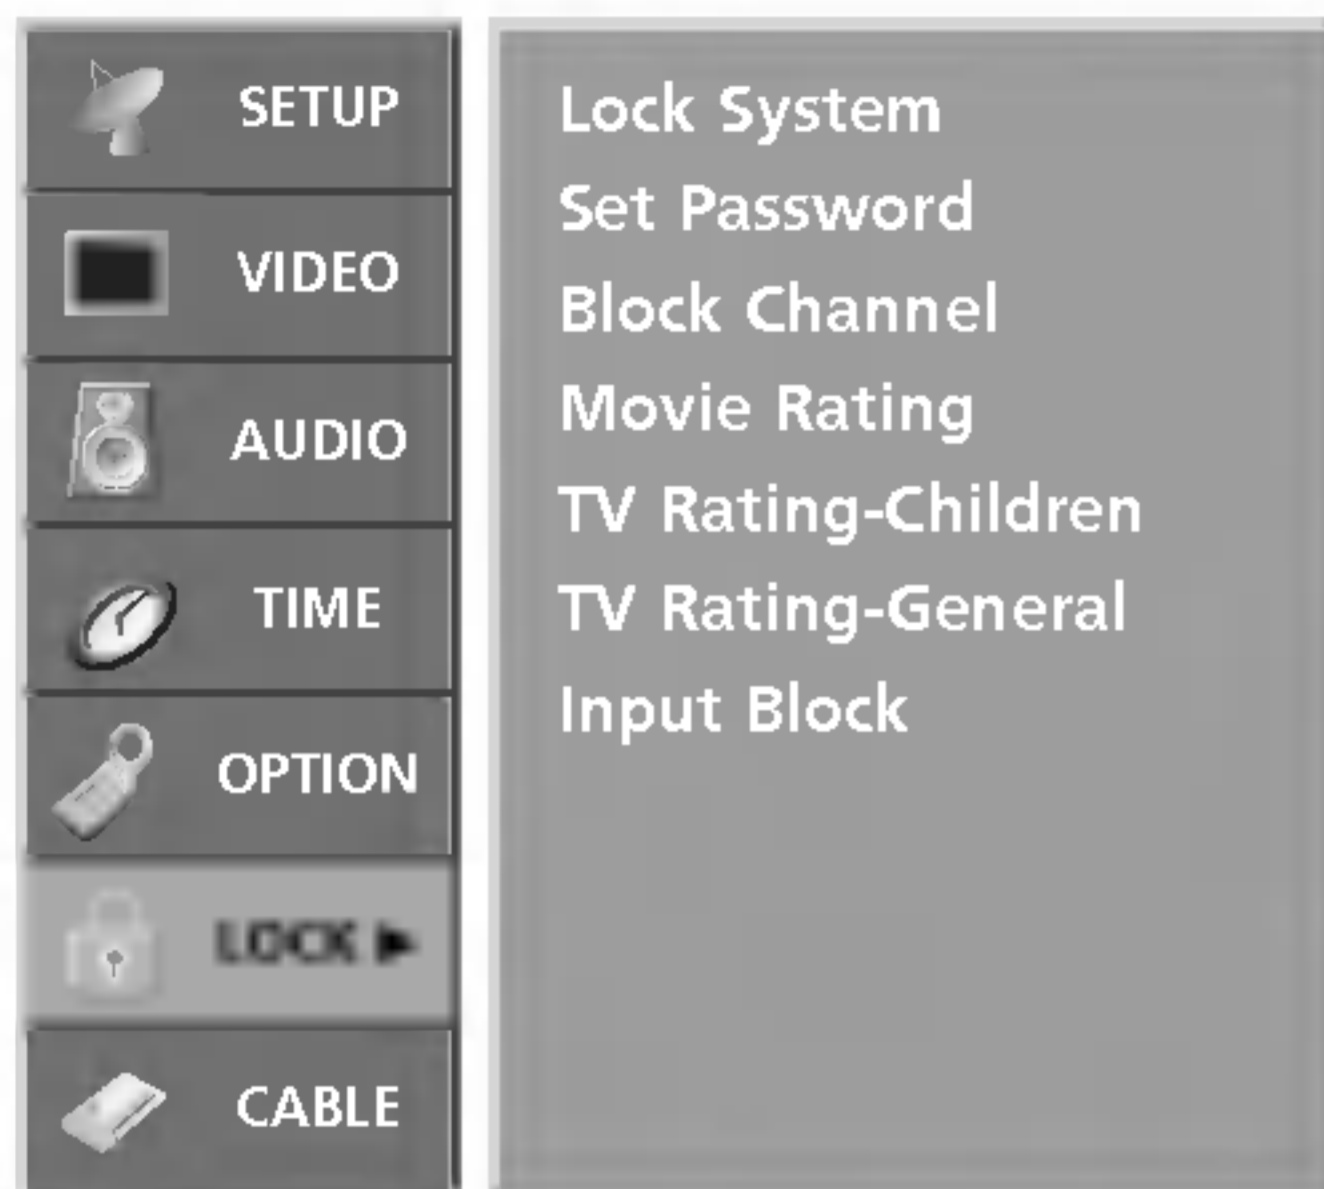 SETUP
VIDEO
AUDIO
TIME
OPTION
LOCK ▶
CABLE
Lock System
Set Password
Block Channel
Movie Rating
TV Rating-Children
TV Rating-General
Input Block